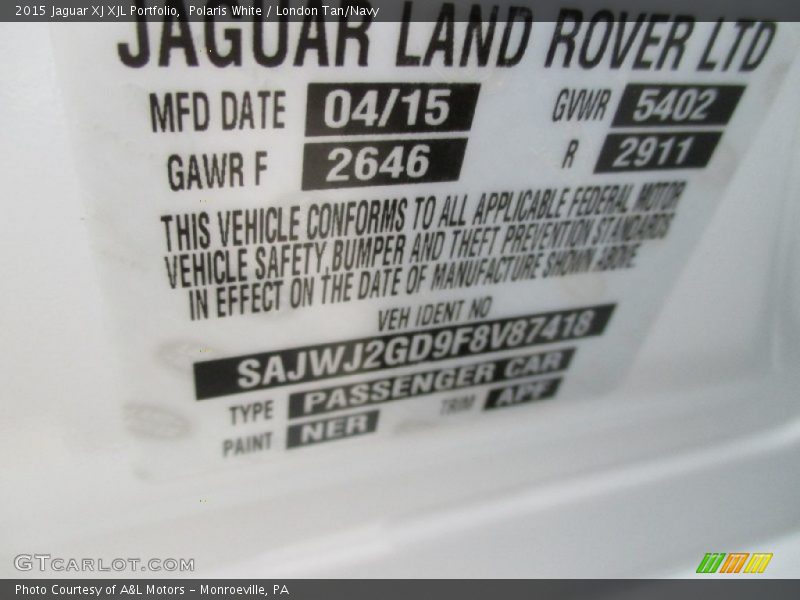 2015 Jaguar XJ XJL Portfolio, Polaris White / London Tan/Navy
JAGUAR LAND ROVER LTD
MFD DATE 04/15 GVWR 5402
GAWR F 2646 R 2911
THIS VEHICLE CONFORMS TO ALL APPLICABLE FEDERAL MOTOR
VEHICLE SAFETY, BUMPER AND THEFT PREVENTION STANDARDS
IN EFFECT ON THE DATE OF MANUFACTURE SHOWN ABOVE
VEH IDENT NO
SAJWJ2GD9F8V87418
TYPE PASSENGER CAR
PAINT NER TRIM APF
GTCARLOT.COM
Photo Courtesy of A&L Motors - Monroeville, PA